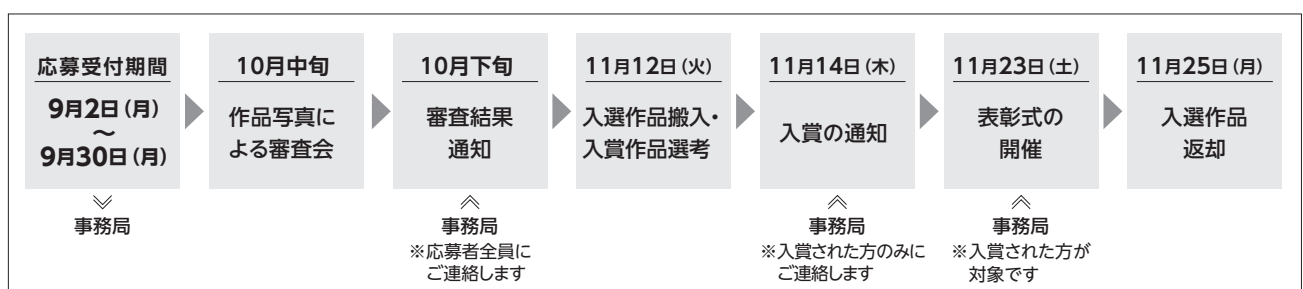 応募受付期間
9月2日（月）
〜
9月30日（月）
事務局
10月中旬
作品写真に
よる審査会
10月下旬
審査結果
通知
事務局
※応募者全員に
ご連絡します
11月12日（火）
入選作品搬入・
入賞作品選考
11月14日（木）
入賞の通知
事務局
※入賞された方のみに
ご連絡します
11月23日（土）
表彰式の
開催
事務局
※入賞された方が
対象です
11月25日（月）
入選作品
返却